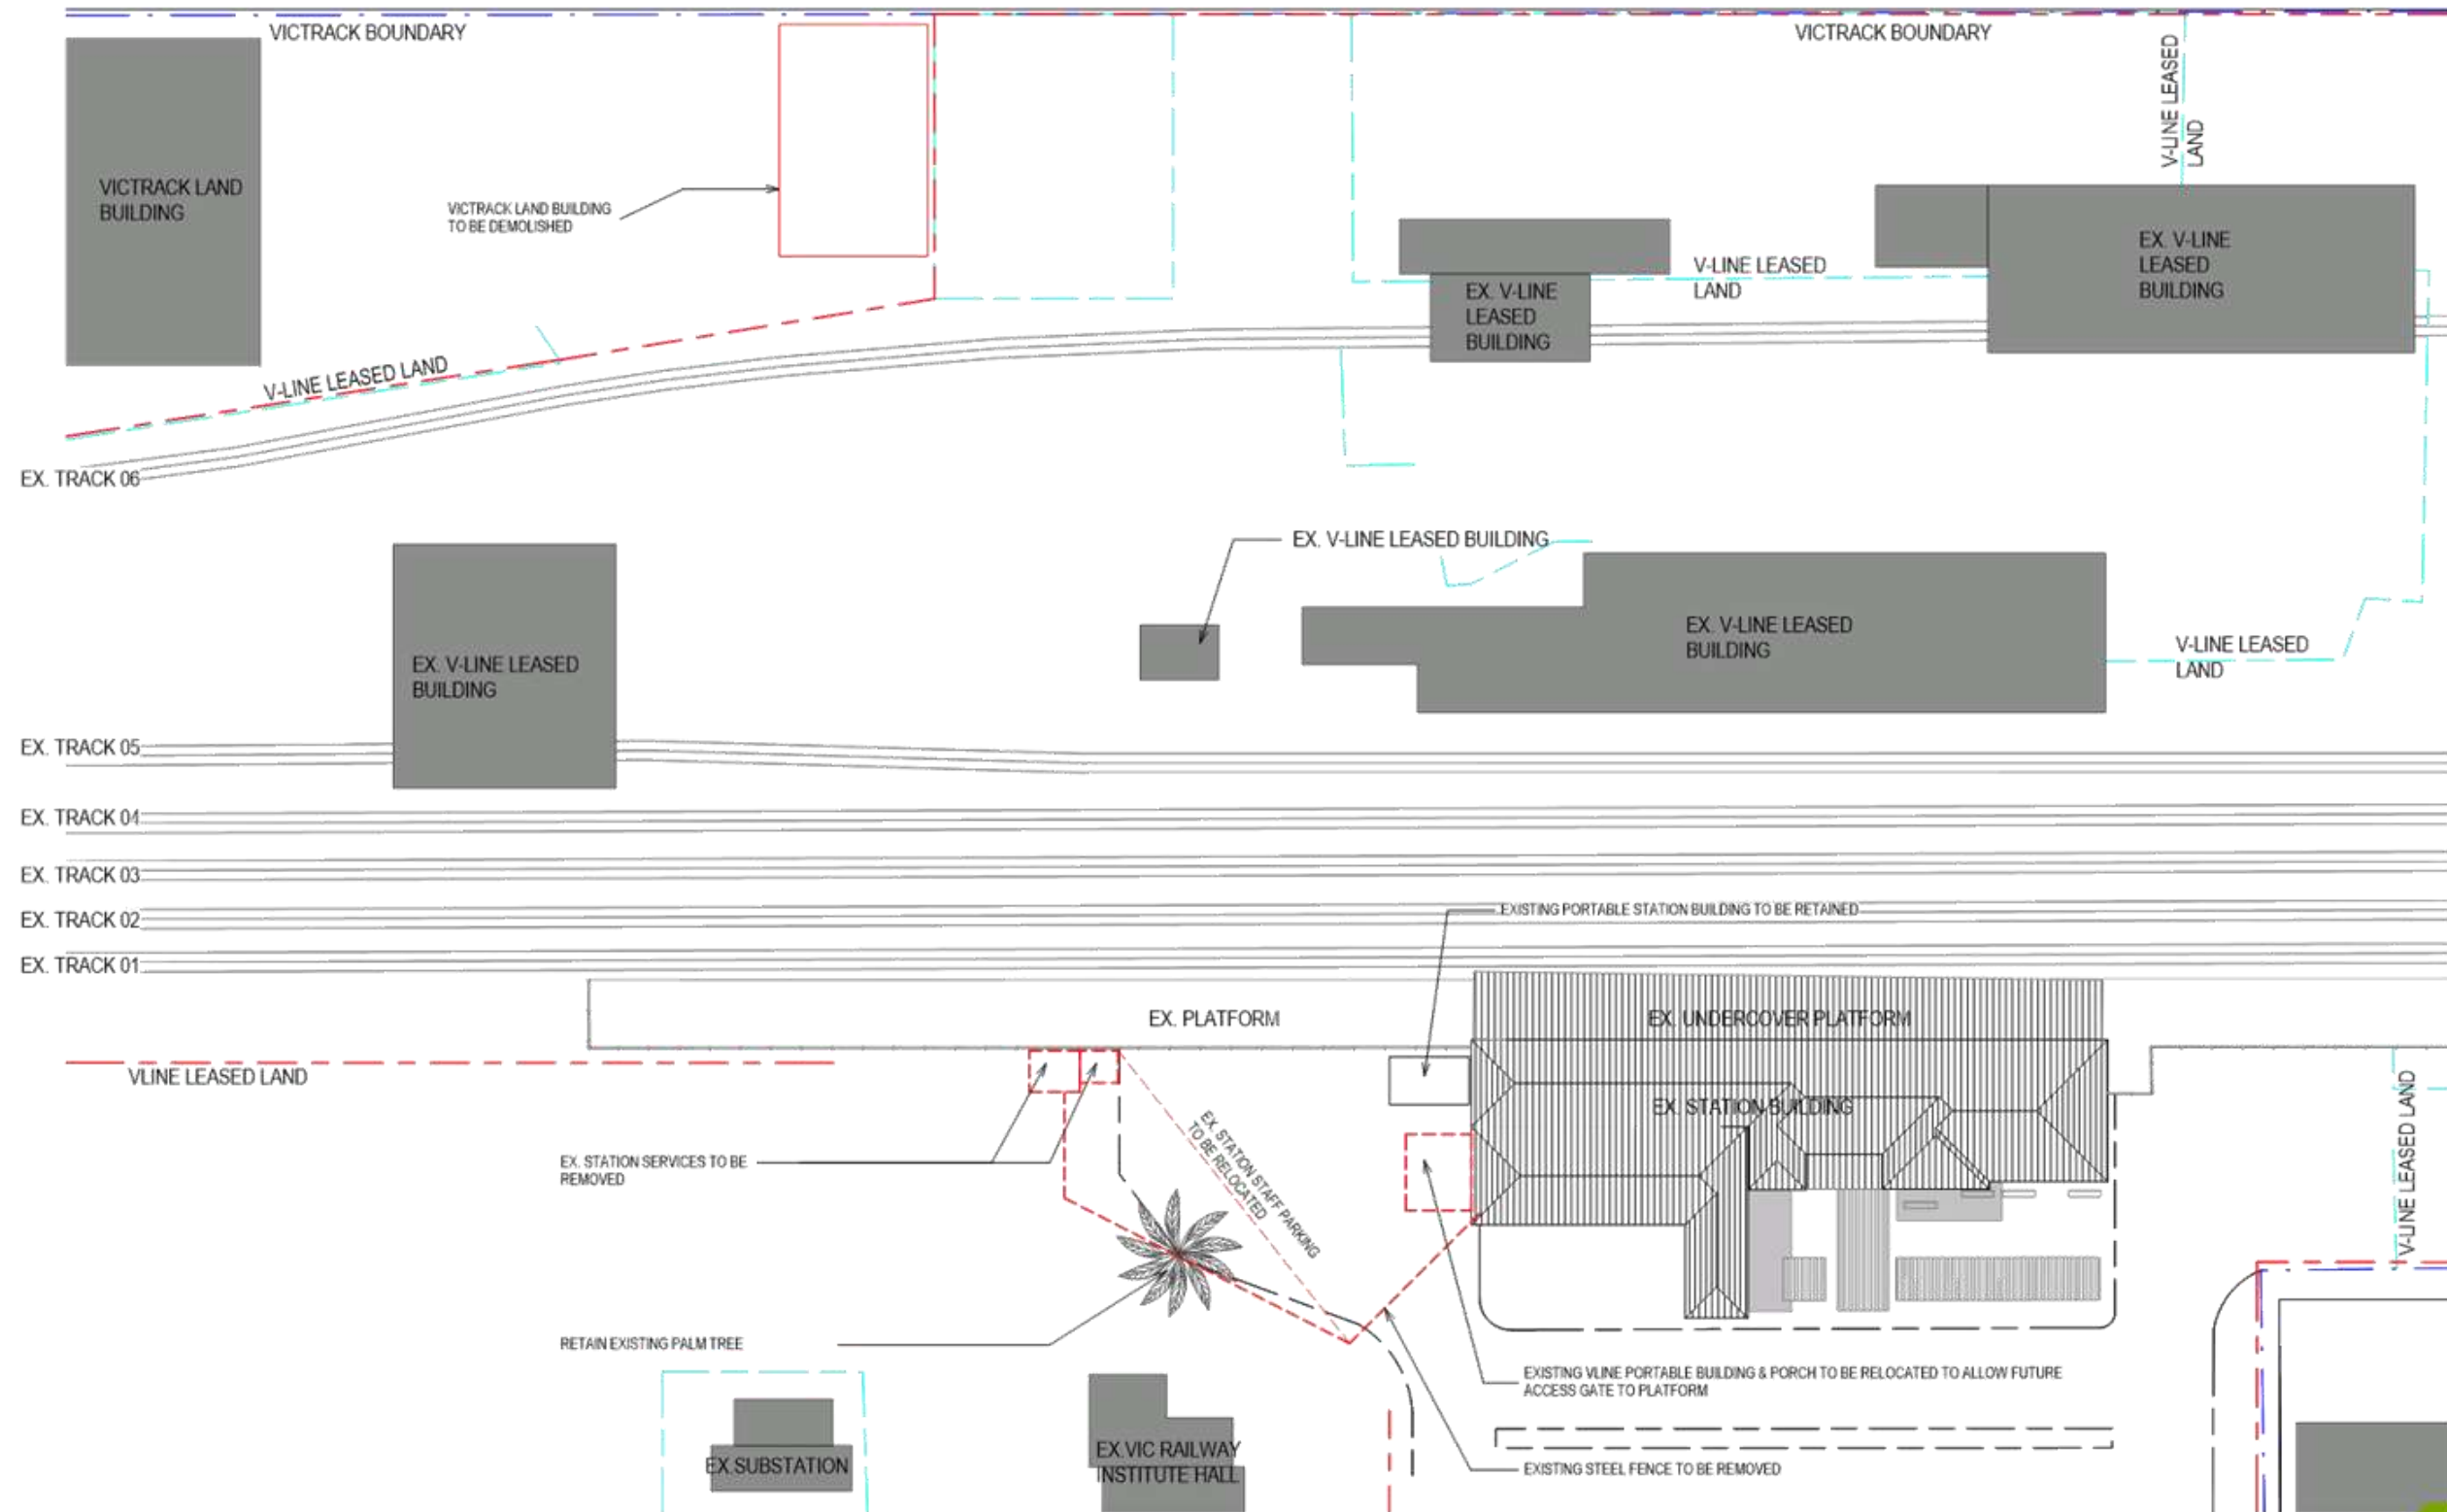 VICTRACK BOUNDARY
VICTRACK BOUNDARY
V-LINE LEASED
LAND
VICTRACK LAND
BUILDING
VICTRACK LAND BUILDING
TO BE DEMOLISHED
EX. V-LINE
LEASED
BUILDING
V-LINE LEASED
LAND
EX. V-LINE
LEASED
BUILDING
V-LINE LEASED LAND
EX. TRACK 06
EX. V-LINE LEASED BUILDING
EX. V-LINE LEASED
BUILDING
EX. V-LINE LEASED
BUILDING
V-LINE LEASED
LAND
EX. TRACK 05
EX. TRACK 04
EX. TRACK 03
EX. TRACK 02
EXISTING PORTABLE STATION BUILDING TO BE RETAINED
EX. TRACK 01
EX. PLATFORM
EX. UNDERCOVER PLATFORM
VLINE LEASED LAND
EX. STATION BUILDING
V-LINE LEASED LAND
EX. STATION STAFF PARKING
TO BE RELOCATED
EX. STATION SERVICES TO BE
REMOVED
RETAIN EXISTING PALM TREE
EXISTING VLINE PORTABLE BUILDING & PORCH TO BE RELOCATED TO ALLOW FUTURE
ACCESS GATE TO PLATFORM
EX.SUBSTATION
EX.VIC RAILWAY
INSTITUTE HALL
EXISTING STEEL FENCE TO BE REMOVED